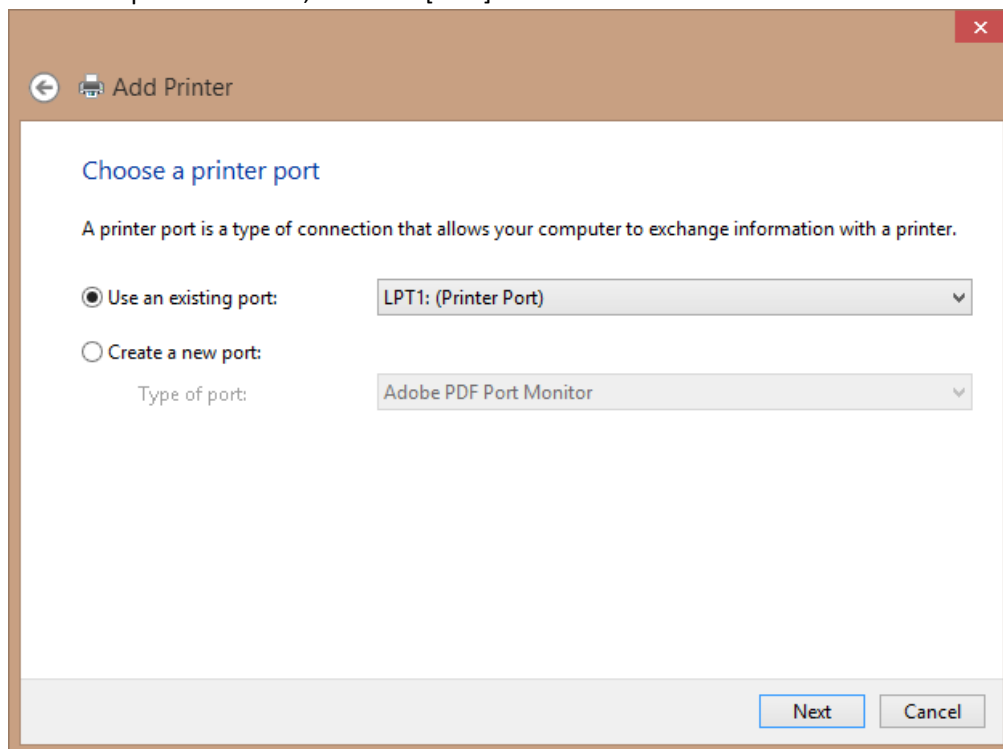 Add Printer
Choose a printer port
A printer port is a type of connection that allows your computer to exchange information with a printer.
Use an existing port: LPT1: (Printer Port)
Create a new port:
Type of port: Adobe PDF Port Monitor
Next Cancel